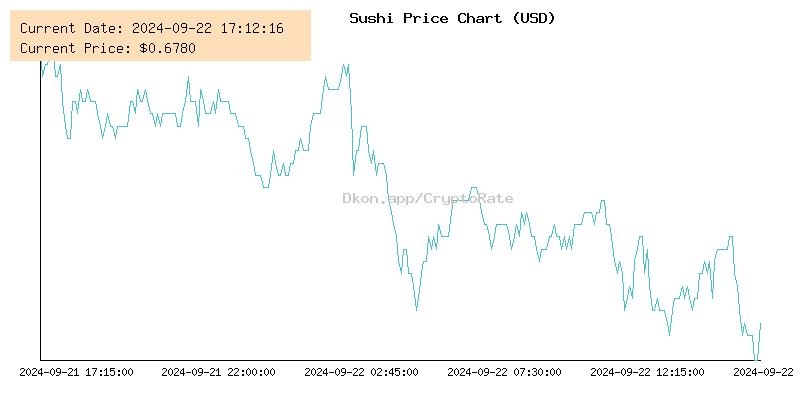 Sushi Price Chart (USD)
Current Date: 2024-09-22 17:12:16
Current Price: $0.6780
Dkon.app/CryptoRate
2024-09-21 17:15:00 2024-09-21 22:00:00 2024-09-22 02:45:00 2024-09-22 07:30:00 2024-09-22 12:15:00 2024-09-22